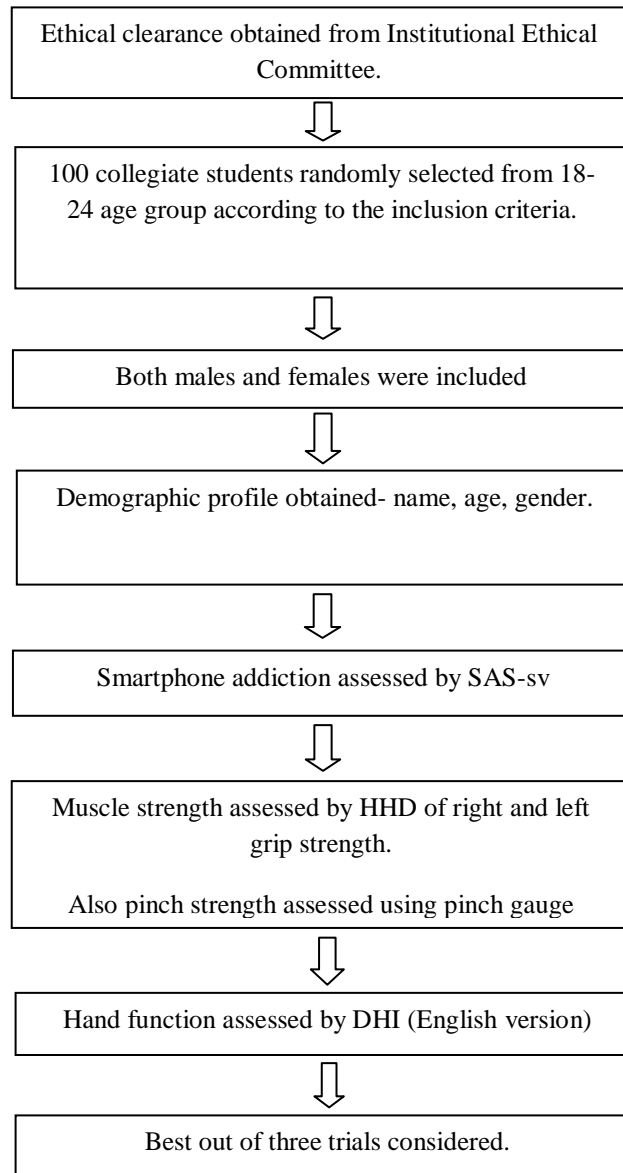 Ethical clearance obtained from Institutional Ethical
Committee.
100 collegiate students randomly selected from 18-
24 age group according to the inclusion criteria.
Both males and females were included
Demographic profile obtained- name, age, gender.
Smartphone addiction assessed by SAS-sv
Muscle strength assessed by HHD of right and left
grip strength.
Also pinch strength assessed using pinch gauge
Hand function assessed by DHI (English version)
Best out of three trials considered.